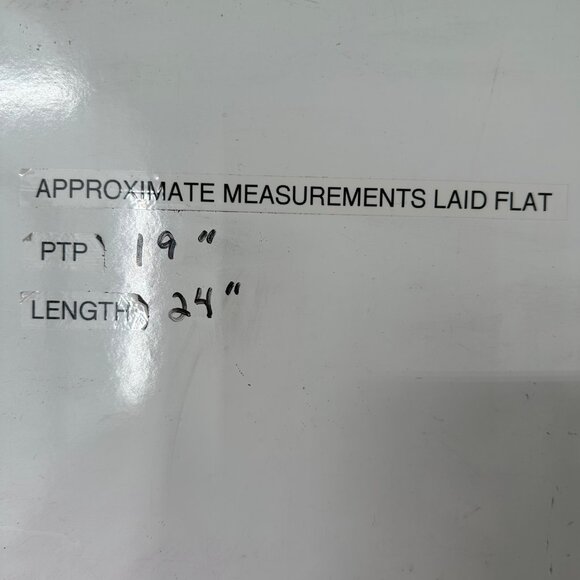 APPROXIMATE MEASUREMENTS LAID FLAT
PTP 19"
LENGTH 24"